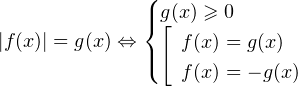 |f(x)| = g(x) ⇔ { g(x) ⩾ 0
[ f(x) = g(x)
f(x) = −g(x)